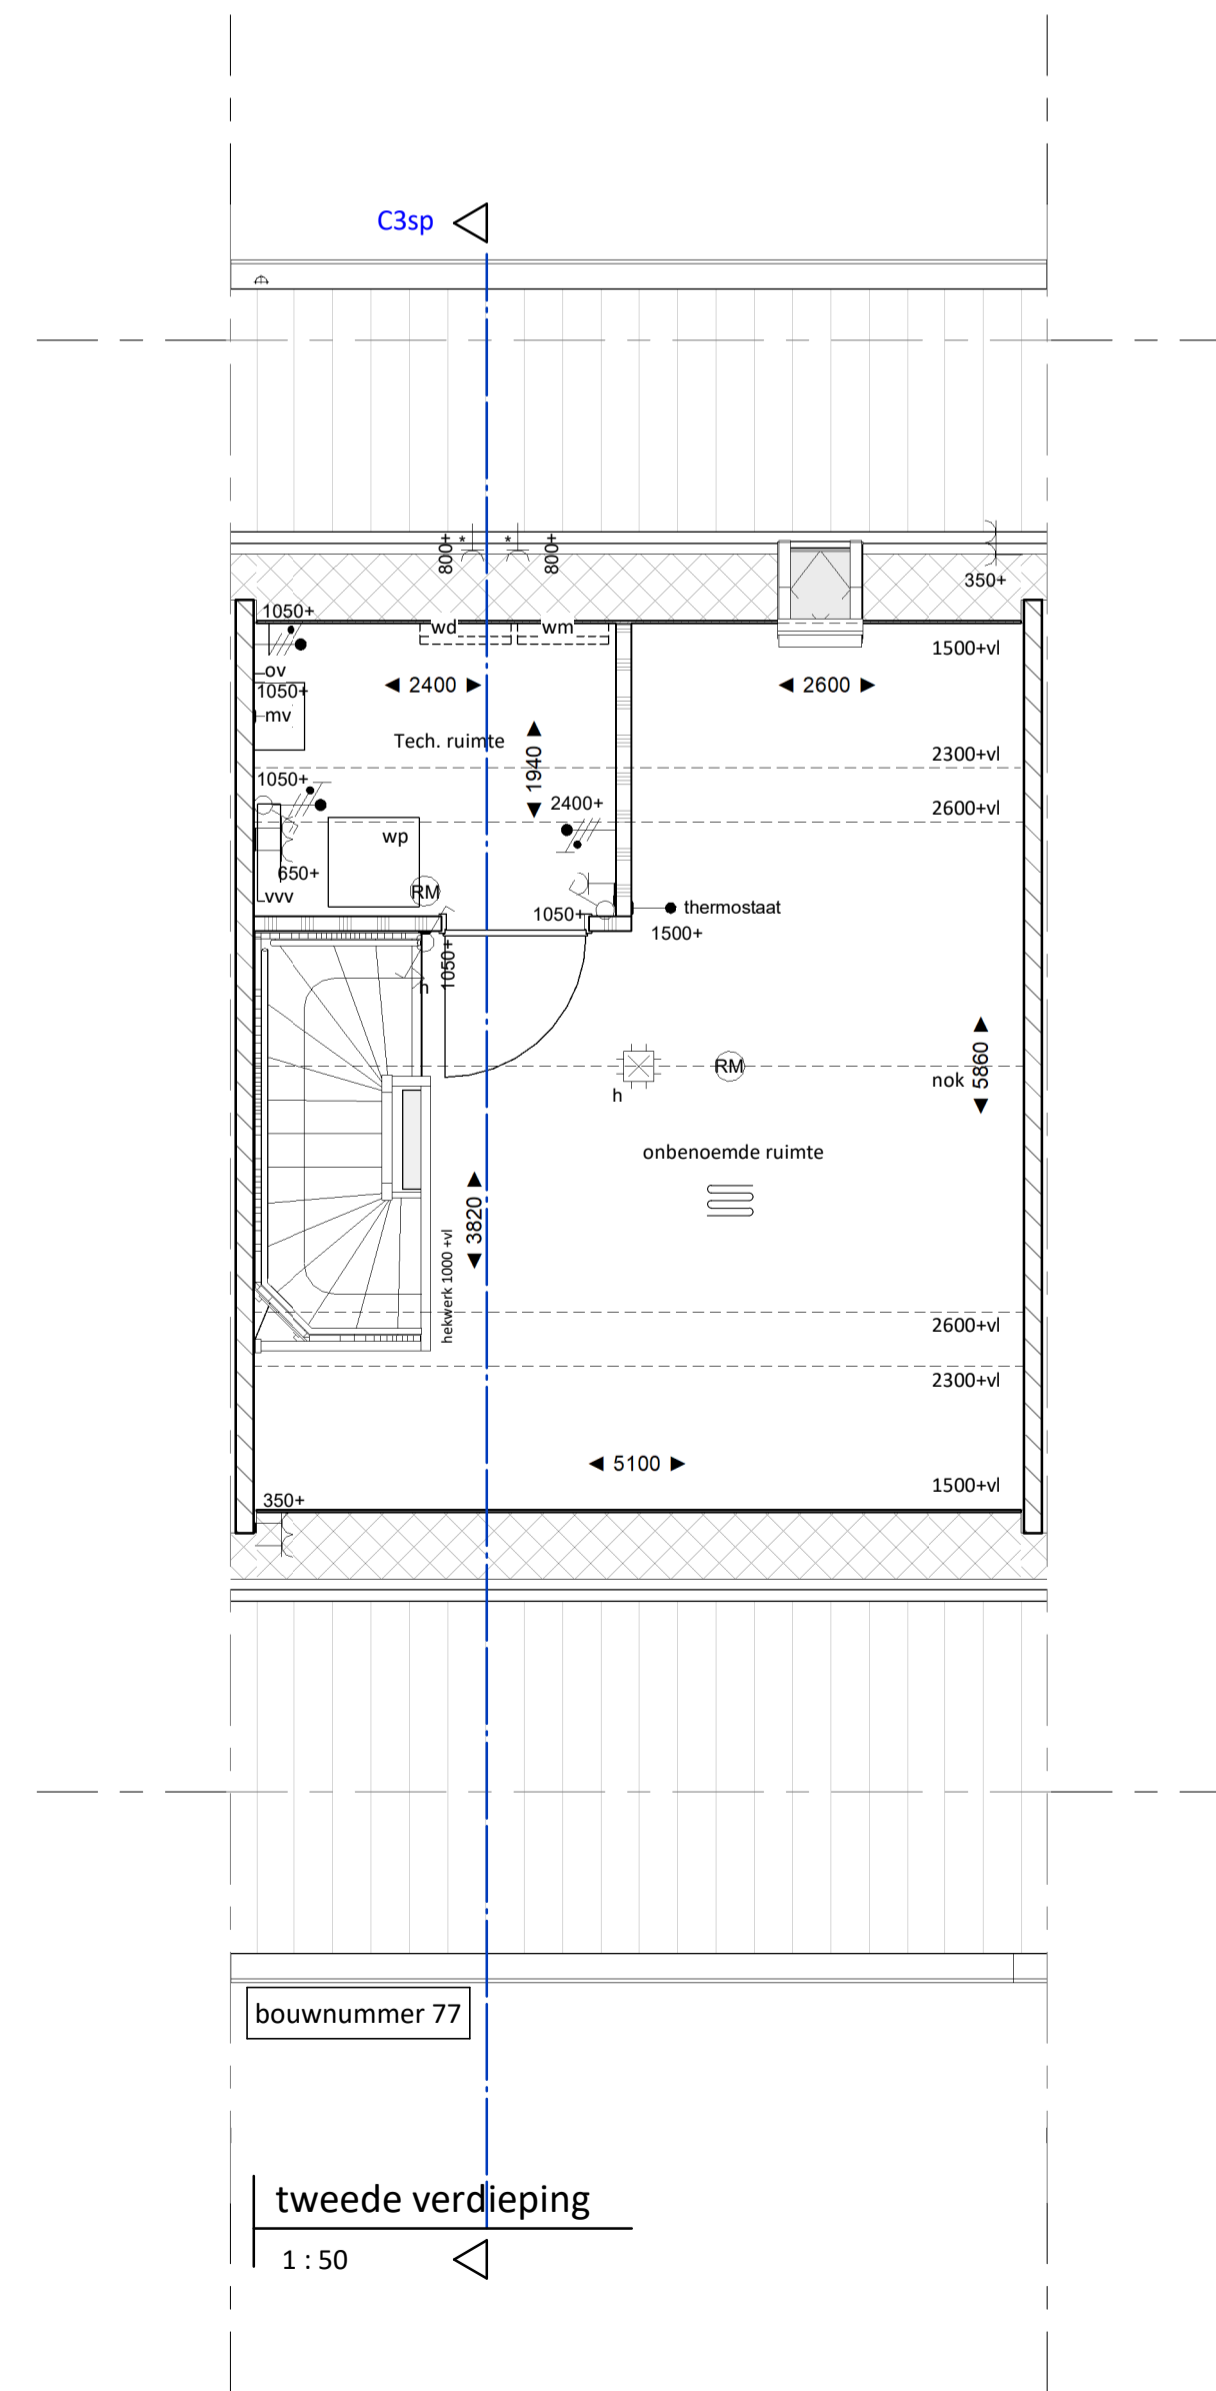 C3sp
800+
*
*
800+
350+
1050+
wd
wm
1500+vl
ov
1050+
mv
2400
2600
Tech. ruimte
1940
2300+vl
1050+
2400+
2600+vl
wp
650+
vvv
RM
1050+
thermostaat
1500+
1050+
h
RM
nok
5860
h
onbenoemde ruimte
3820
hekwerk 1000 +vl
2600+vl
2300+vl
5100
1500+vl
350+
bouwnummer 77
tweede verdieping
1 : 50